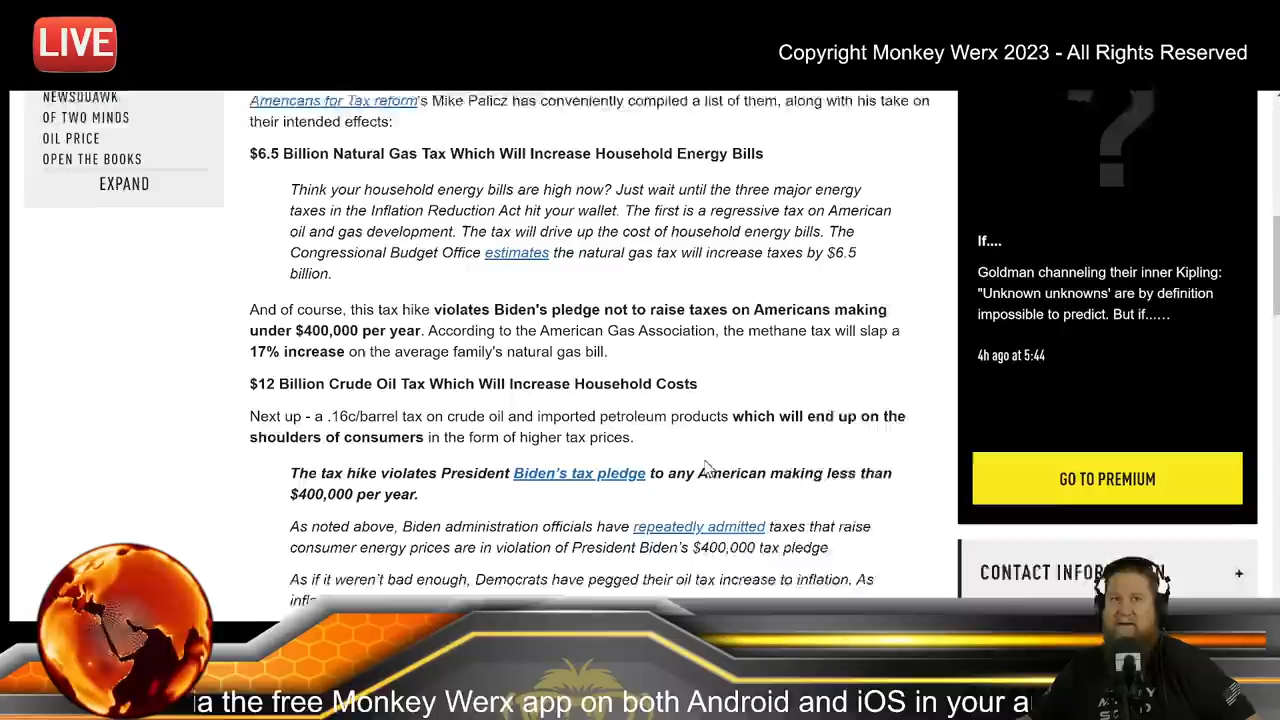 LIVE
Copyright Monkey Werx 2023 - All Rights Reserved
NEWSQUAWK
OF TWO MINDS
OIL PRICE
OPEN THE BOOKS
EXPAND
Americans for Tax reform's Mike Palicz has conveniently compiled a list of them, along with his take on
their intended effects:
$6.5 Billion Natural Gas Tax Which Will Increase Household Energy Bills
Think your household energy bills are high now? Just wait until the three major energy
taxes in the Inflation Reduction Act hit your wallet. The first is a regressive tax on American
oil and gas development. The tax will drive up the cost of household energy bills. The
Congressional Budget Office estimates the natural gas tax will increase taxes by $6.5
billion.
And of course, this tax hike violates Biden's pledge not to raise taxes on Americans making
under $400,000 per year. According to the American Gas Association, the methane tax will slap a
17% increase on the average family's natural gas bill.
$12 Billion Crude Oil Tax Which Will Increase Household Costs
Next up - a .16c/barrel tax on crude oil and imported petroleum products which will end up on the
shoulders of consumers in the form of higher tax prices.
The tax hike violates President Biden's tax pledge to any American making less than
$400,000 per year.
As noted above, Biden administration officials have repeatedly admitted taxes that raise
consumer energy prices are in violation of President Biden's $400,000 tax pledge
As if it weren't bad enough, Democrats have pegged their oil tax increase to inflation. As
?
If....
Goldman channeling their inner Kipling:
"Unknown unknowns' are by definition
impossible to predict. But if......
4h ago at 5:44
GO TO PREMIUM
CONTACT +
the free Monkey Werx app on both Android and iOS in your